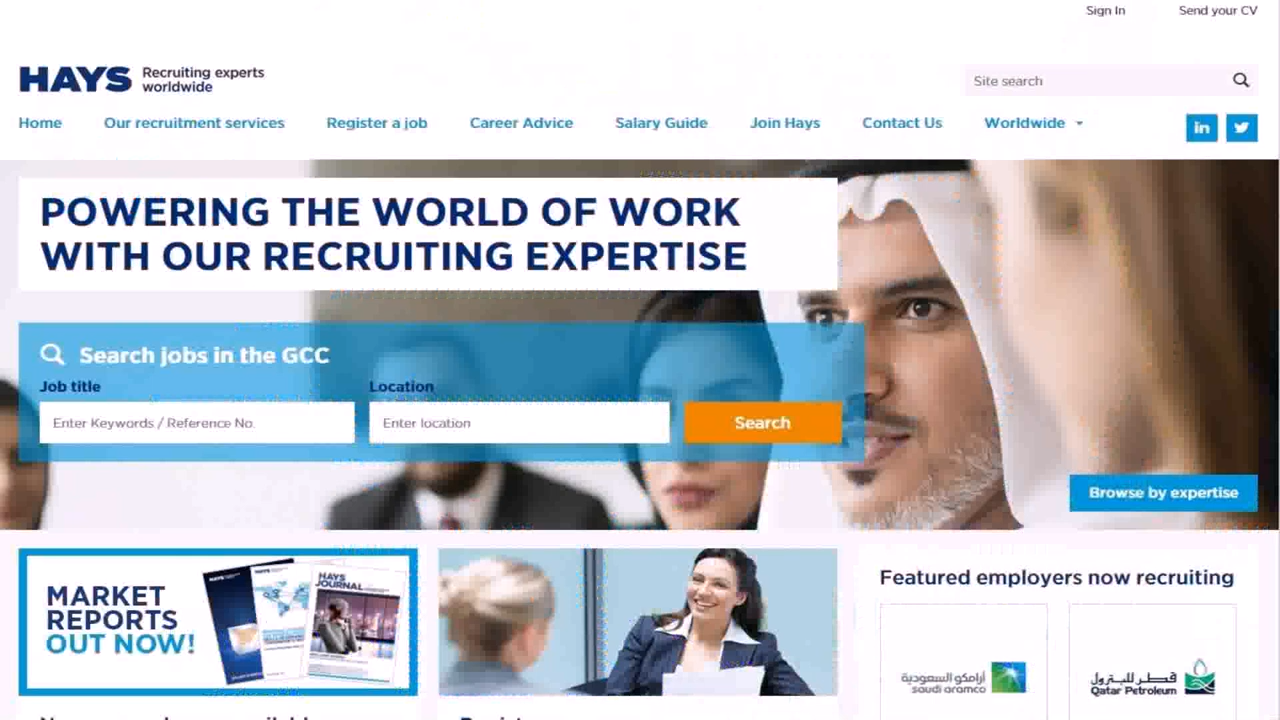 Sign In
Send your CV
HAYS Recruiting experts
worldwide
Site search
Home
Our recruitment services
Register a job
Career Advice
Salary Guide
Join Hays
Contact Us
Worldwide
in
POWERING THE WORLD OF WORK
WITH OUR RECRUITING EXPERTISE
Search jobs in the GCC
Job title
Location
Enter Keywords / Reference No.
Enter location
Search
Browse by expertise
MARKET
REPORTS
OUT NOW!
HAYS
JOURNAL
Featured employers now recruiting
أرامكو السعودية
saudi aramco
قطر للبترول
Qatar Petroleum